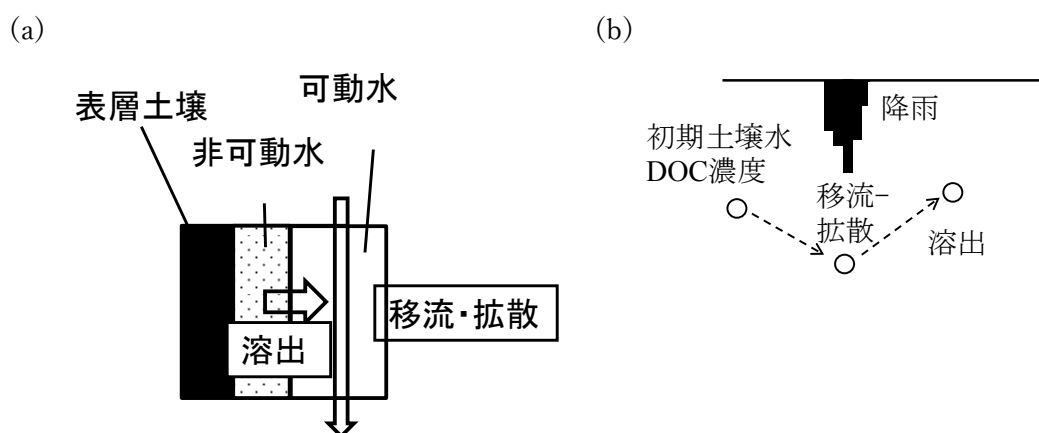 (a)
可動水
表層土壌
非可動水
移流・拡散
溶出
(b)
降雨
初期土壌水
DOC濃度
移流−
拡散
溶出